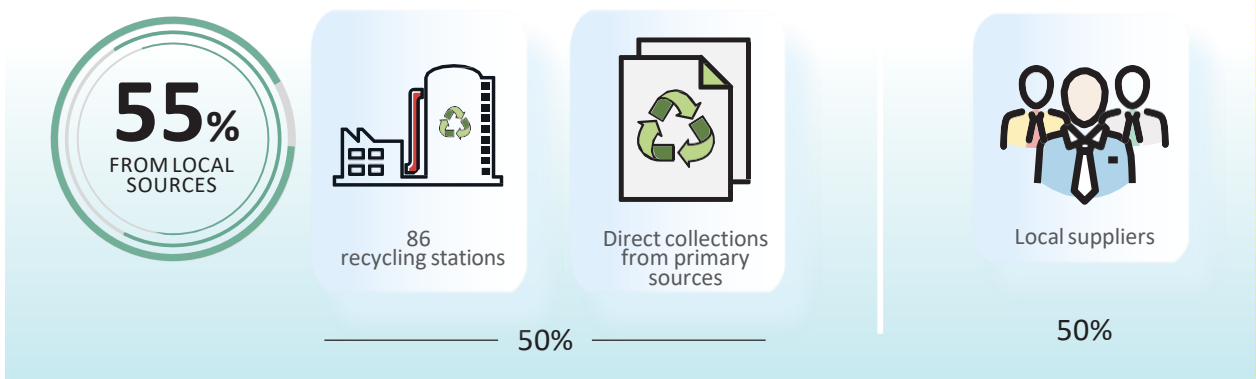 55%
FROM LOCAL
SOURCES
86
recycling stations
Direct collections
from primary
sources
50%
Local suppliers
50%